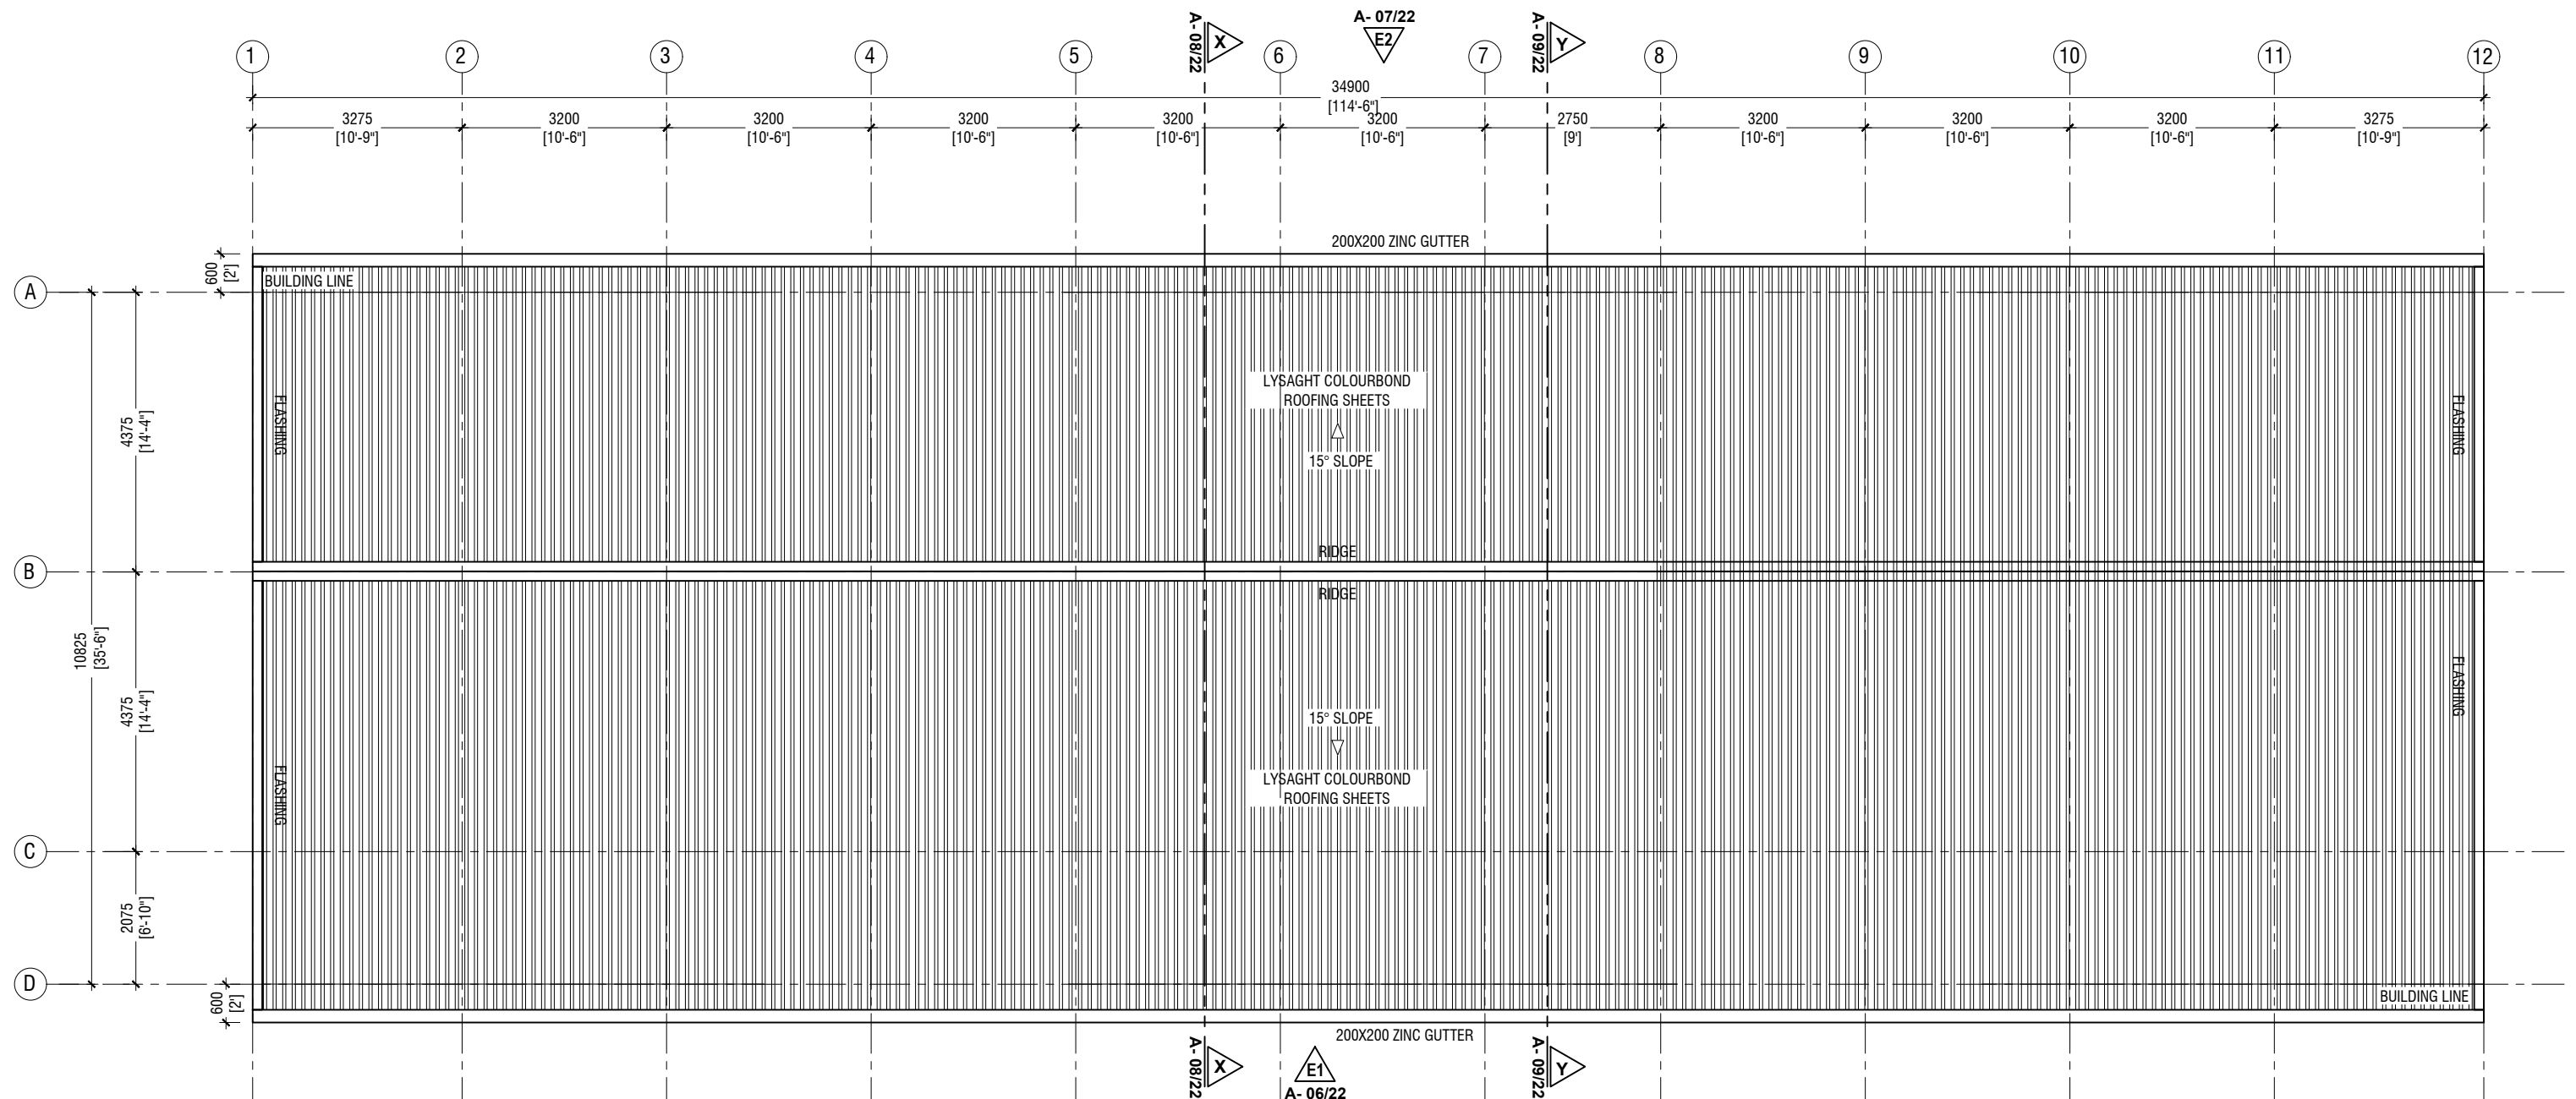 A- 07/22
A- 08/22
X
E2
A- 09/22
Y
1
2
3
4
5
6
7
8
9
10
11
12
34900
[114'-6"]
3275
[10'-9"]
3200
[10'-6"]
3200
[10'-6"]
3200
[10'-6"]
3200
[10'-6"]
3200
[10'-6"]
2750
[9']
3200
[10'-6"]
3200
[10'-6"]
3200
[10'-6"]
3275
[10'-9"]
200X200 ZINC GUTTER
600
[2']
BUILDING LINE
A
LYSAGHT COLOURBOND
ROOFING SHEETS
FLASHING
FLASHING
4375
[14'-4"]
15° SLOPE
RIDGE
B
RIDGE
10825
[35'-6"]
FLASHING
4375
[14'-4"]
15° SLOPE
LYSAGHT COLOURBOND
ROOFING SHEETS
FLASHING
C
2075
[6'-10"]
D
BUILDING LINE
600
[2']
200X200 ZINC GUTTER
A- 08/22
X
E1
A- 06/22
A- 09/22
Y